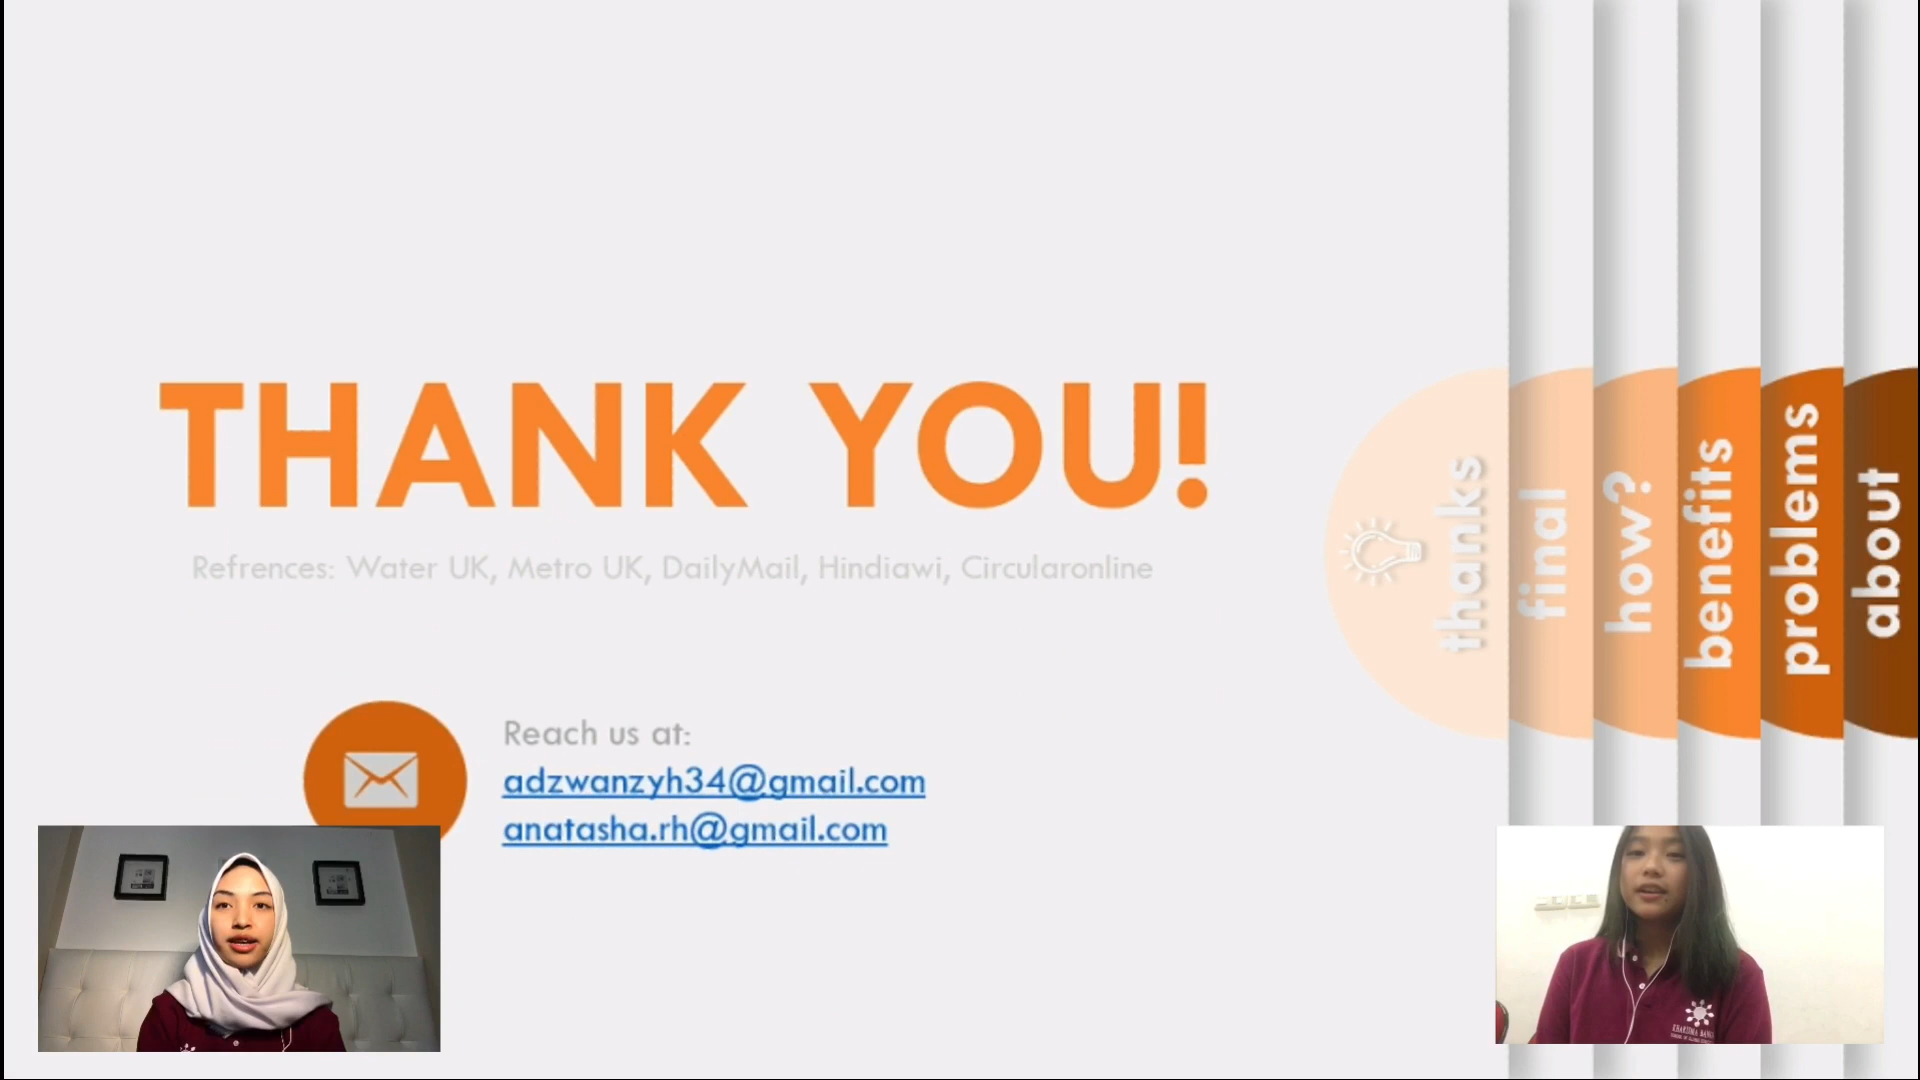 THANK YOU!
Refrences: Water UK, Metro UK, DailyMail, Hindiawi, Circularonline
Reach us at:
adzwanzyh34@gmail.com
anatasha.rh@gmail.com
thanks
final
how?
benefits
problems
about
KHARISMA